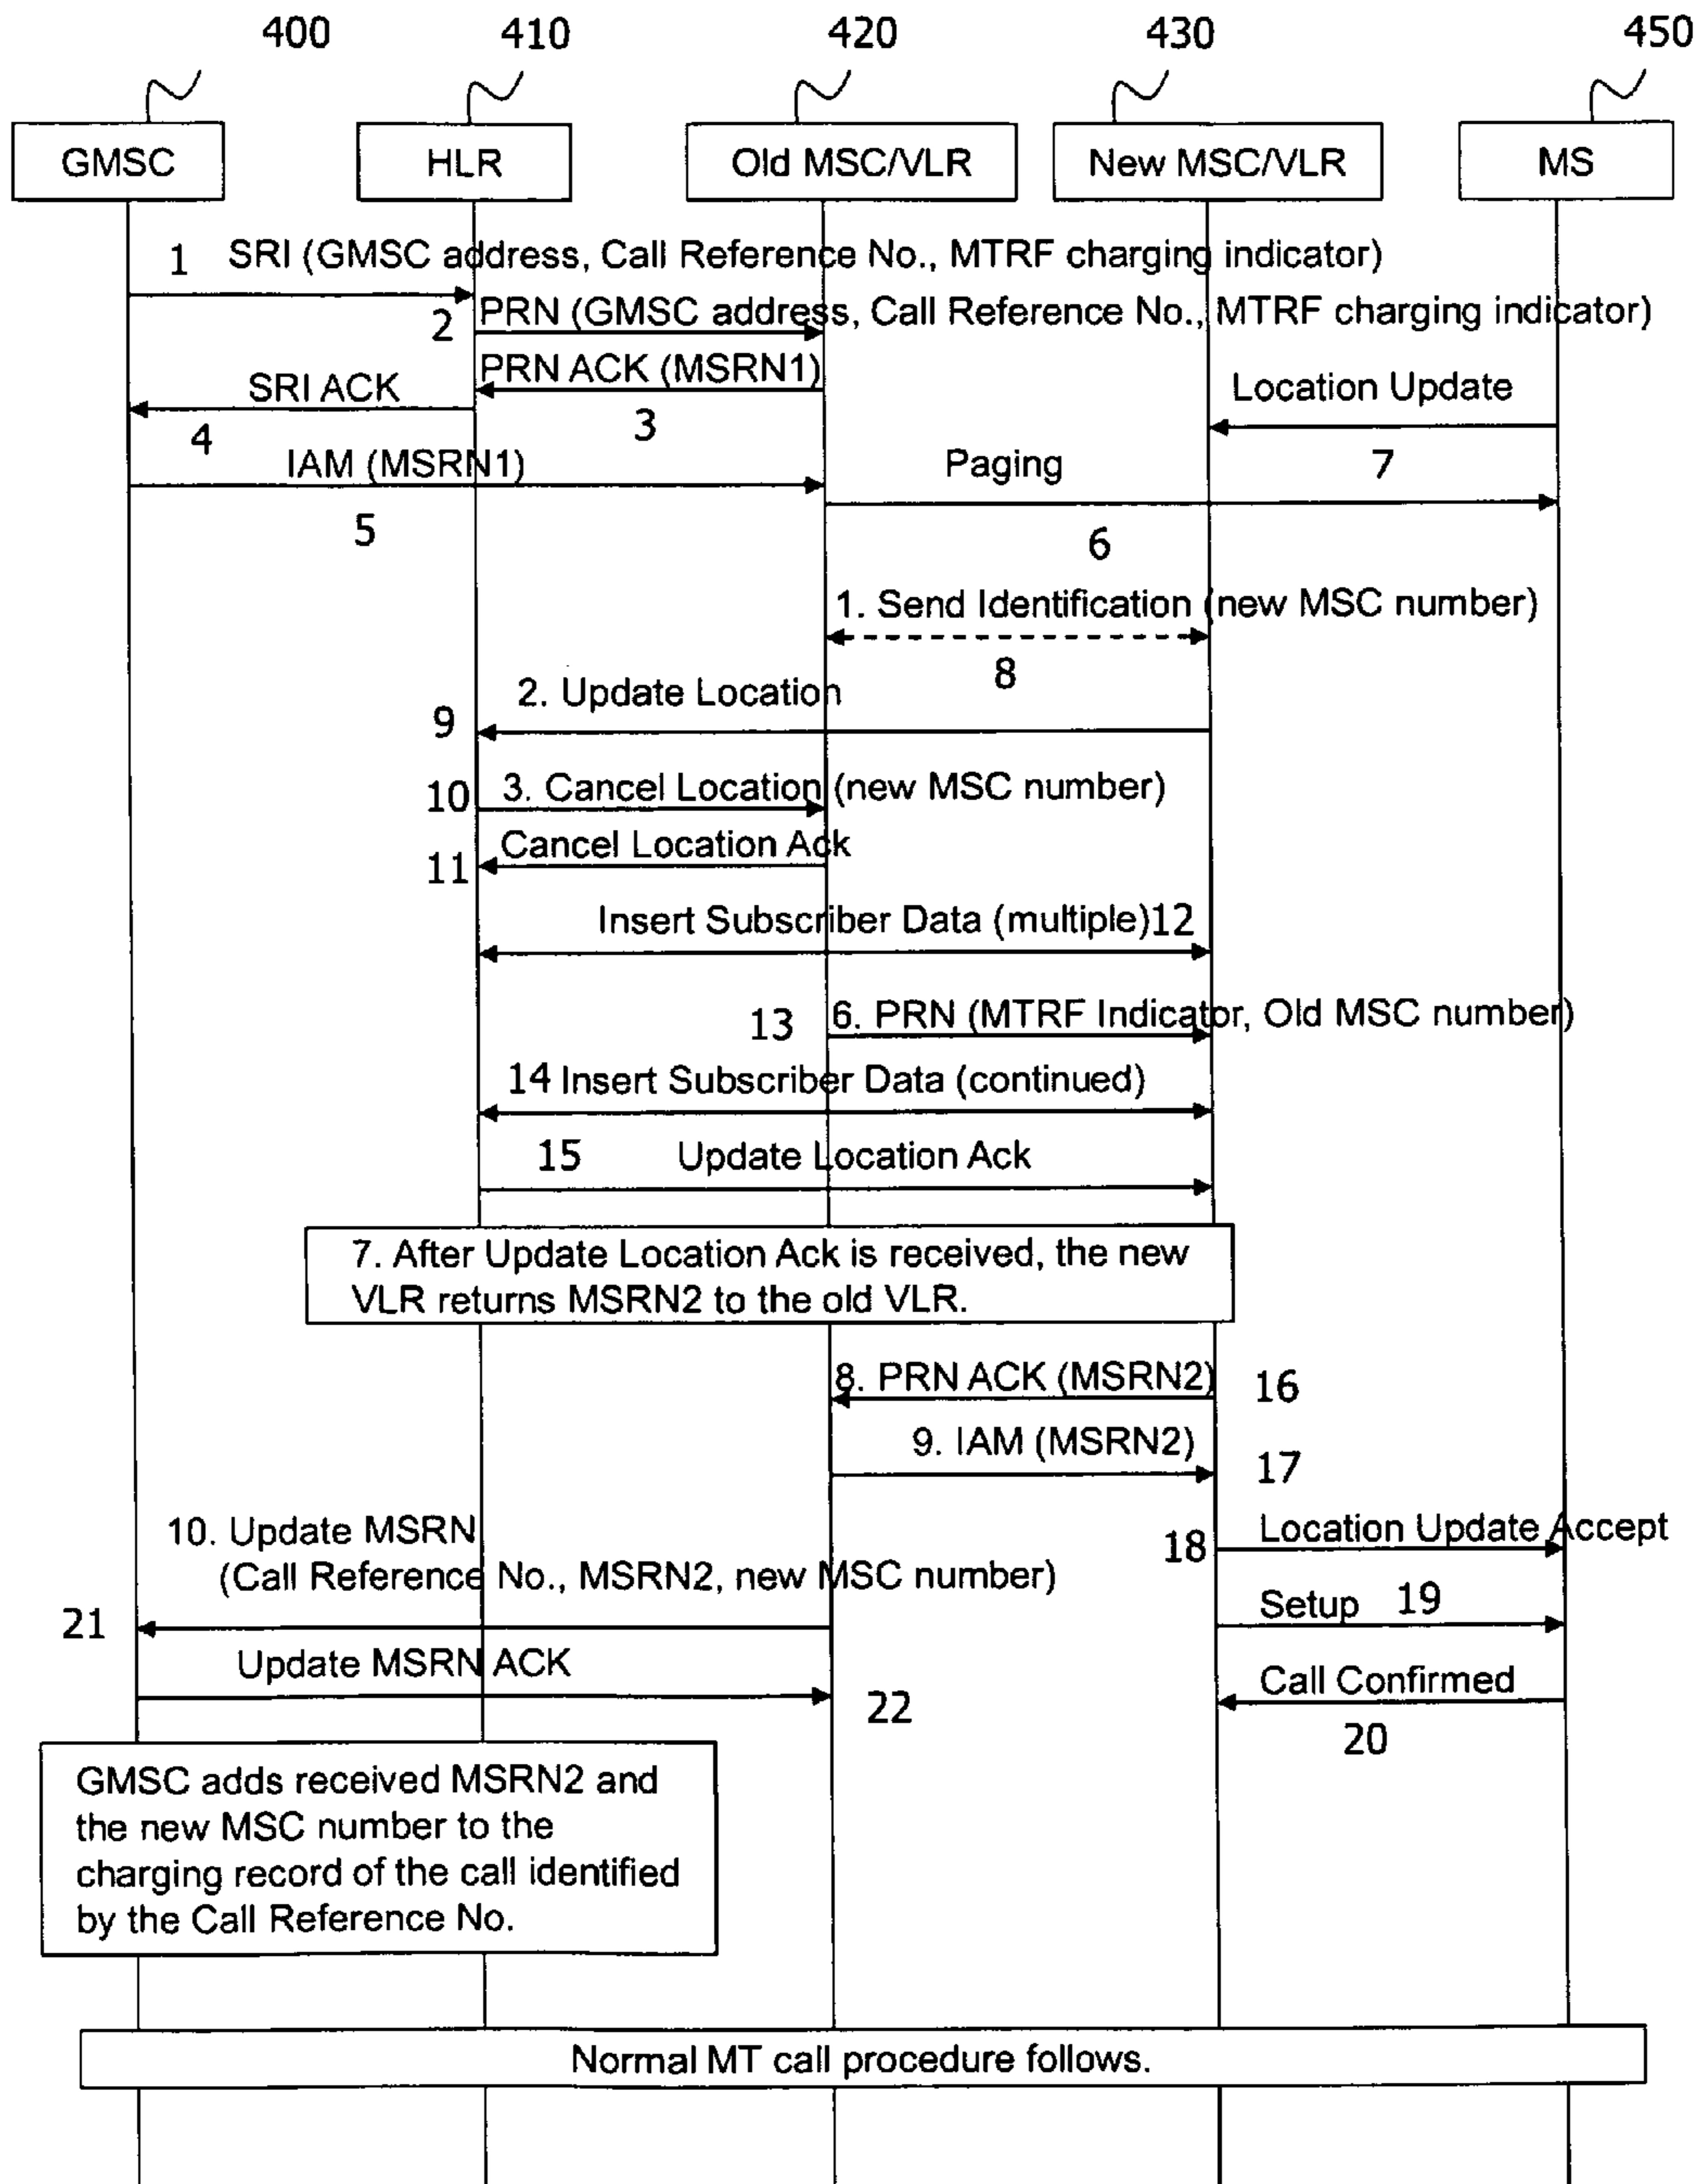 400 410 420 430 450
GMSC HLR Old MSC/VLR New MSC/VLR MS
1 SRI (GMSC address, Call Reference No., MTRF charging indicator)
2 PRN (GMSC address, Call Reference No., MTRF charging indicator)
PRN ACK (MSRN1)
3
SRI ACK
4
Location Update
7
IAM (MSRN1)
5
Paging
6
1. Send Identification (new MSC number)
8
2. Update Location
9
10 3. Cancel Location (new MSC number)
11 Cancel Location Ack
Insert Subscriber Data (multiple) 12
13 6. PRN (MTRF Indicator, Old MSC number)
14 Insert Subscriber Data (continued)
15 Update Location Ack
7. After Update Location Ack is received, the new
VLR returns MSRN2 to the old VLR.
8. PRN ACK (MSRN2) 16
9. IAM (MSRN2) 17
18 Location Update Accept
10. Update MSRN
(Call Reference No., MSRN2, new MSC number)
21
Setup 19
Update MSRN ACK
22
Call Confirmed
20
GMSC adds received MSRN2 and
the new MSC number to the
charging record of the call identified
by the Call Reference No.
Normal MT call procedure follows.